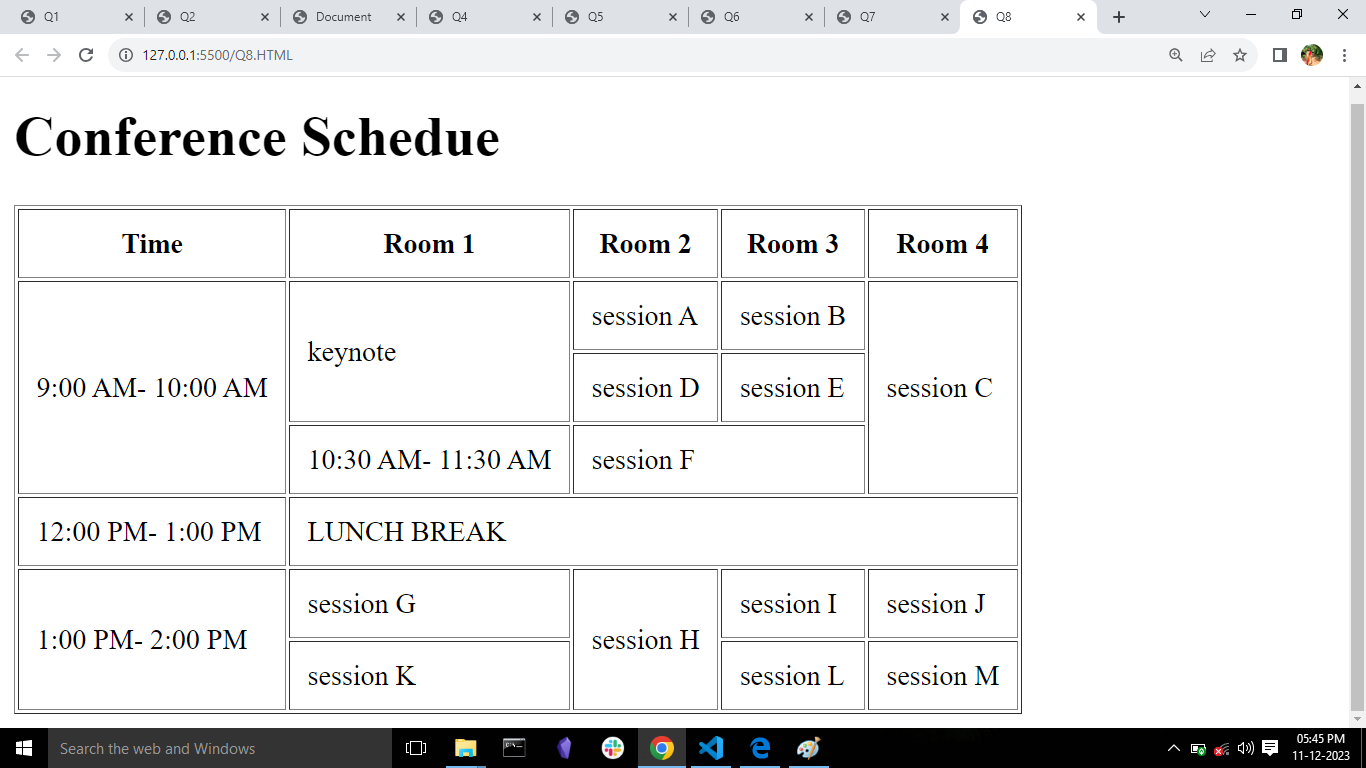 Q1 Q2 Document Q4 Q5 Q6 Q7 Q8
127.0.0.1:5500/Q8.HTML
Conference Schedue
Time Room 1 Room 2 Room 3 Room 4
9:00 AM- 10:00 AM keynote session A session B session C
session D session E
10:30 AM- 11:30 AM session F
12:00 PM- 1:00 PM LUNCH BREAK
1:00 PM- 2:00 PM session G session H session I session J
session K session L session M
Search the web and Windows
05:45 PM
11-12-2023